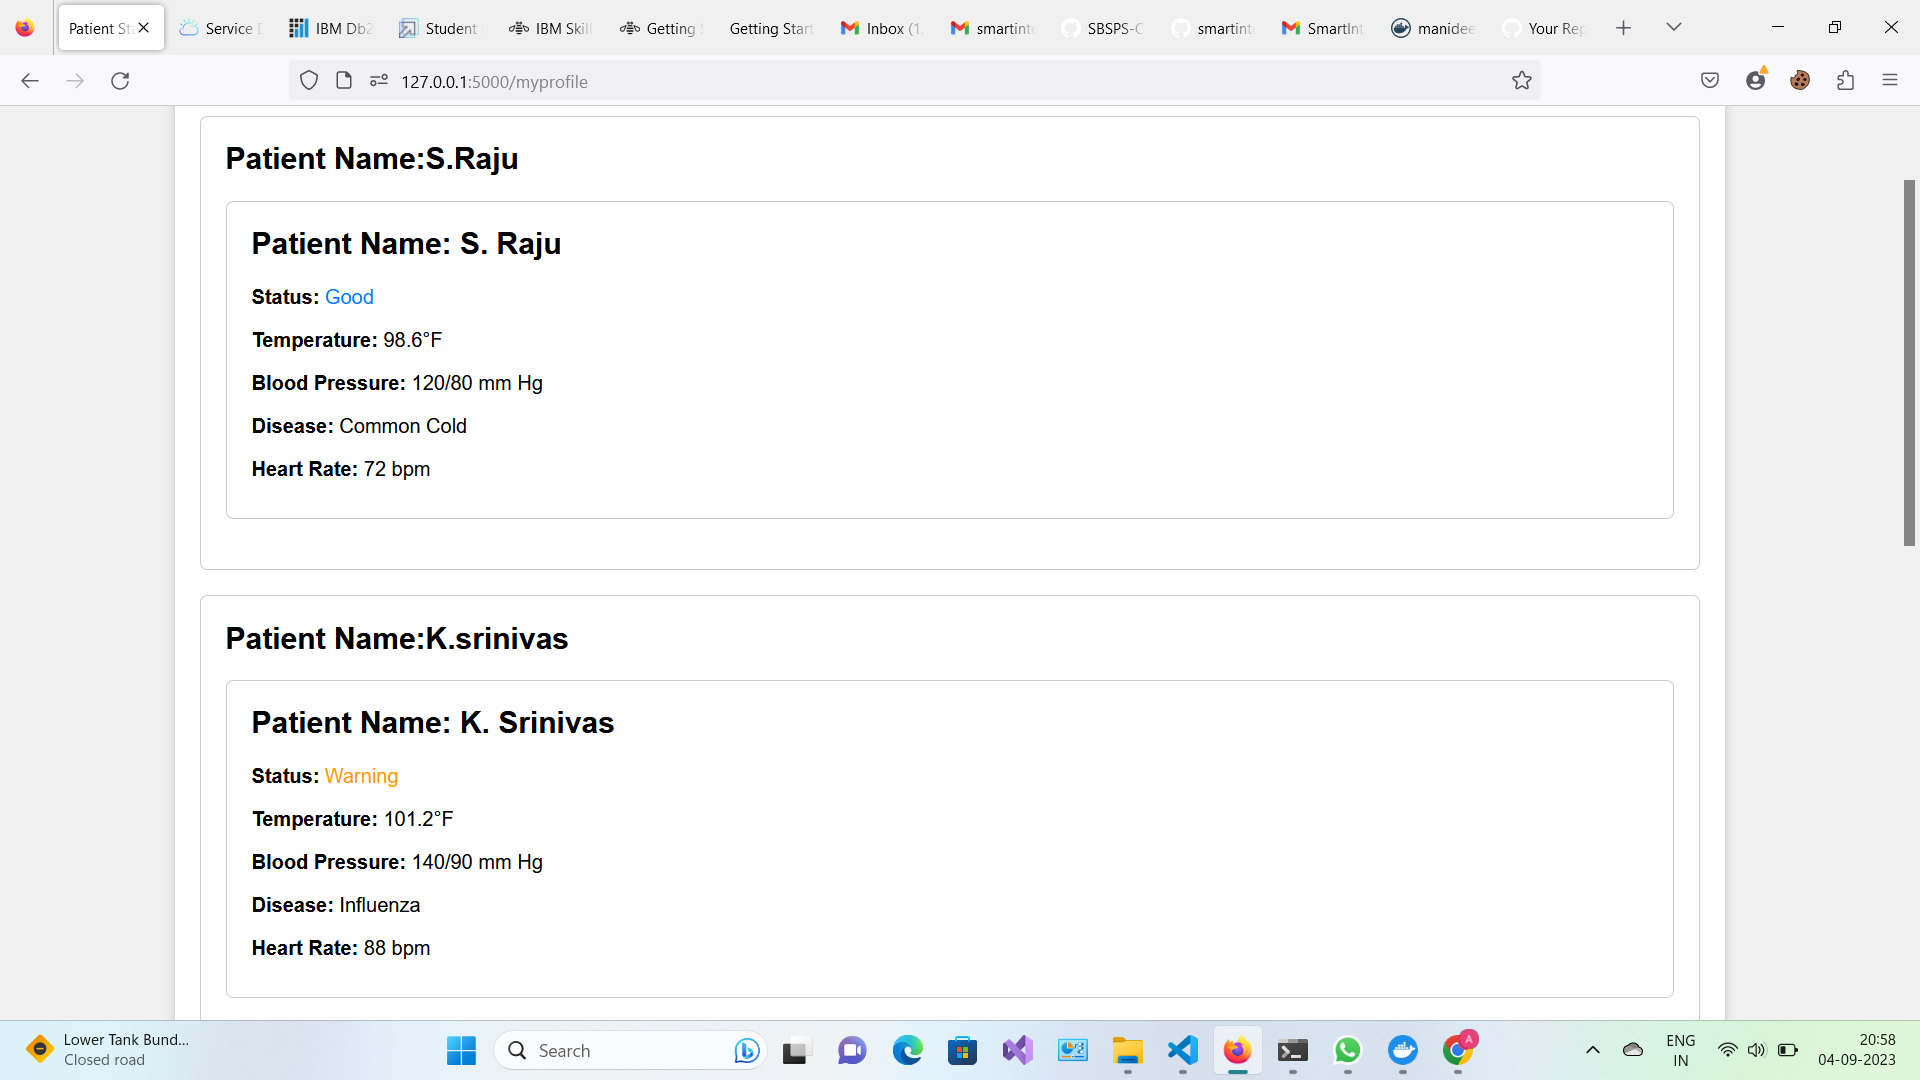 Patient St
Service
IBM Db2
Student
IBM Skill
Getting S
Getting Start
Inbox (1
smartint
SBSPS-C
smartint
SmartInt
manidee
Your Rep
127.0.0.1:5000/myprofile
Patient Name:S.Raju
Patient Name: S. Raju
Status: Good
Temperature: 98.6°F
Blood Pressure: 120/80 mm Hg
Disease: Common Cold
Heart Rate: 72 bpm
Patient Name:K.srinivas
Patient Name: K. Srinivas
Status: Warning
Temperature: 101.2°F
Blood Pressure: 140/90 mm Hg
Disease: Influenza
Heart Rate: 88 bpm
Lower Tank Bund...
Closed road
Search
A
ENG
IN
20:58
04-09-2023